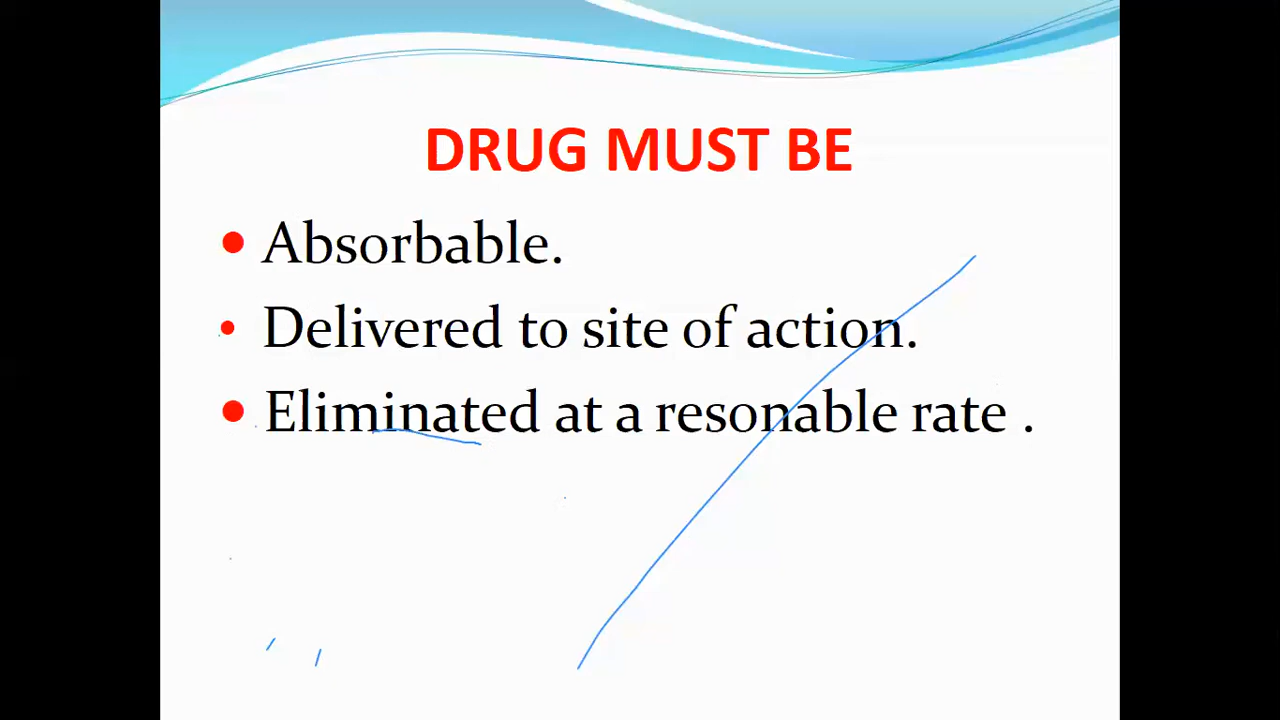 DRUG MUST BE
• Absorbable.
• Delivered to site of action.
• Eliminated at a resonable rate .